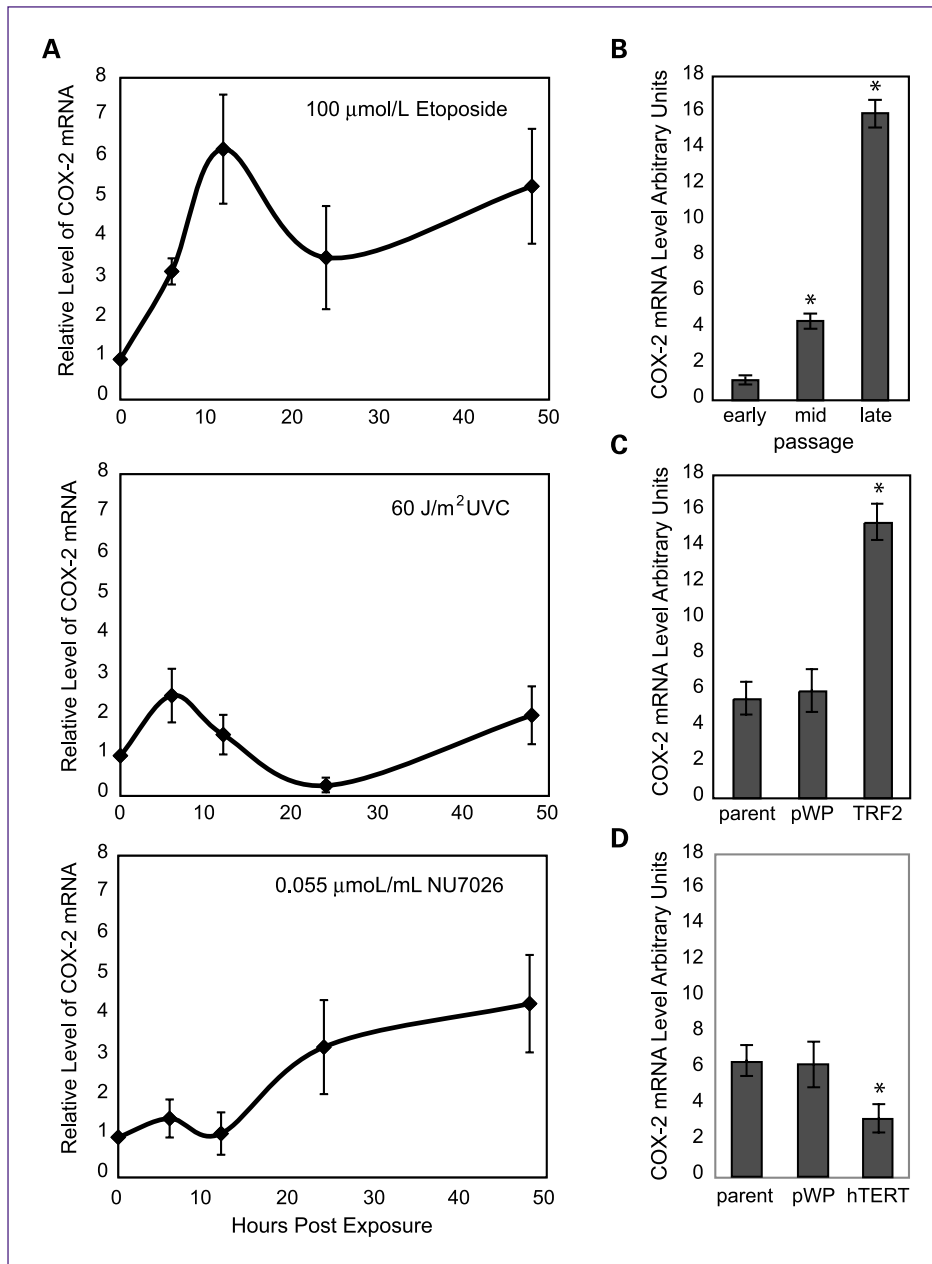 A
Relative Level of COX-2 mRNA
8
7
6
5
4
3
2
1
0
100 μmol/L Etoposide
0 10 20 30 40 50
Relative Level of COX-2 mRNA
8
7
6
5
4
3
2
1
0
60 J/m²UVC
0 10 20 30 40 50
Relative Level of COX-2 mRNA
8
7
6
5
4
3
2
1
0
0.055 μmoL/mL NU7026
0 10 20 30 40 50
Hours Post Exposure
B
COX-2 mRNA Level Arbitrary Units
18
16
14
12
10
8
6
4
2
0
*
*
early mid late
passage
C
COX-2 mRNA Level Arbitrary Units
18
16
14
12
10
8
6
4
2
0
*
parent pWP TRF2
D
COX-2 mRNA Level Arbitrary Units
18
16
14
12
10
8
6
4
2
0
*
parent pWP hTERT